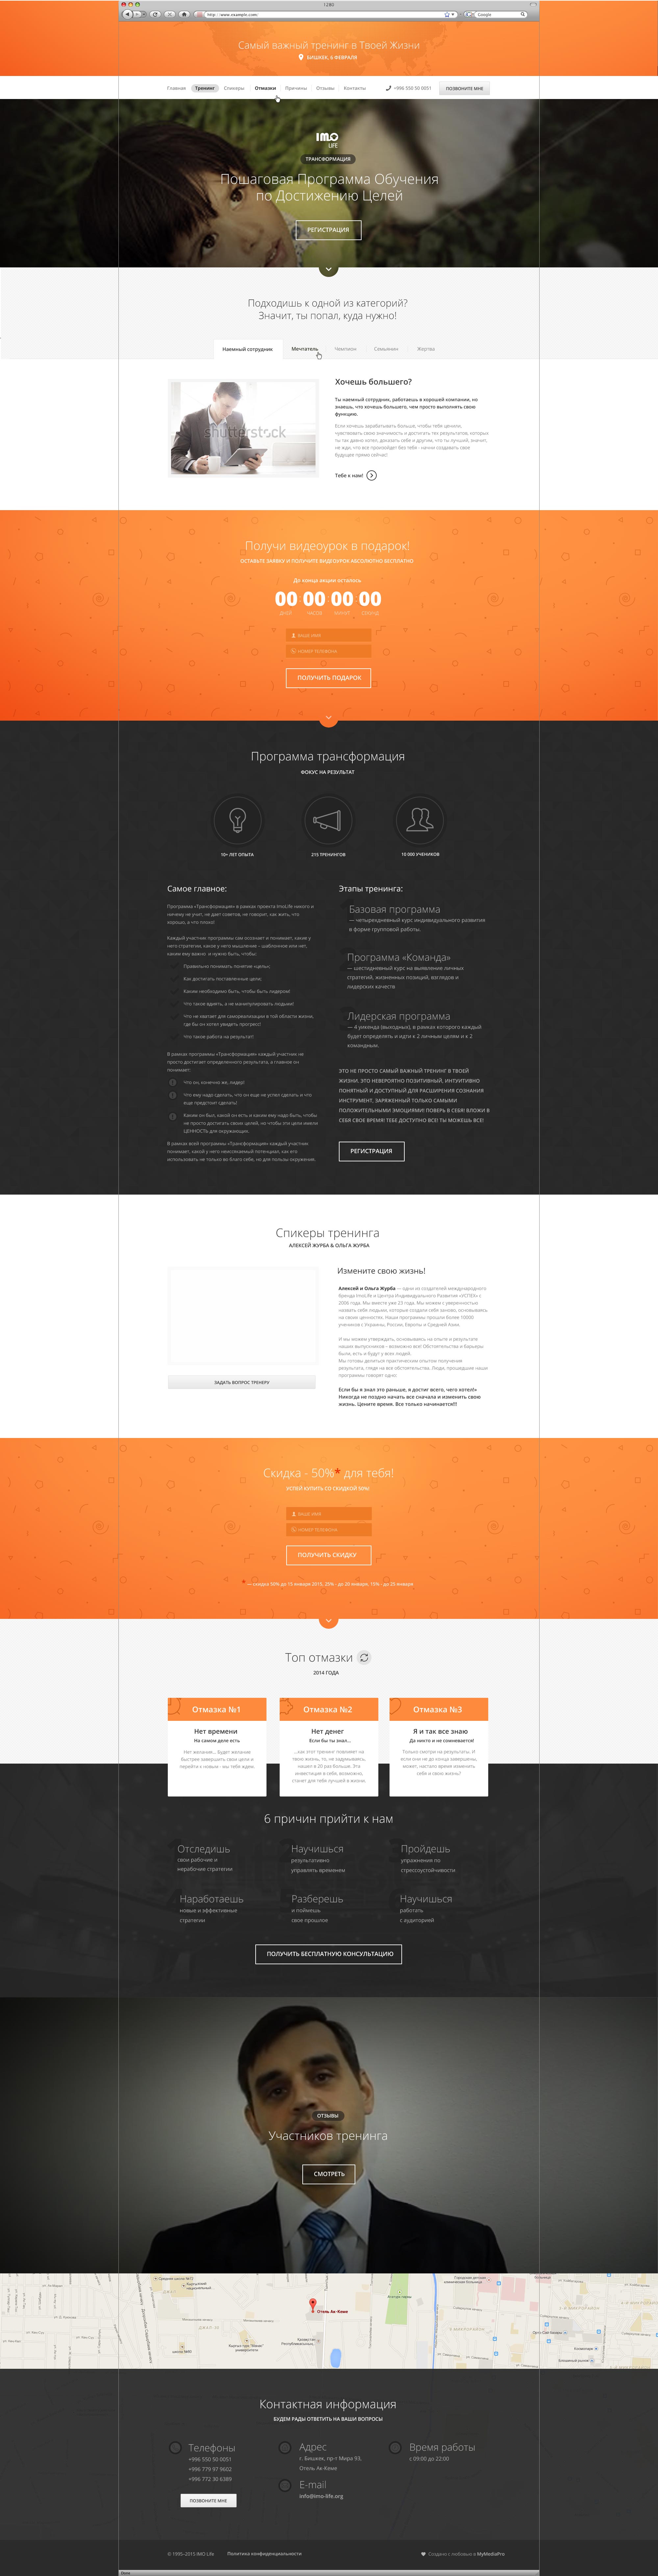 1280
http://www.example.com/
Google
Самый важный тренинг в Твоей Жизни
БИШКЕК, 6 ФЕВРАЛЯ
Главная Тренинг Спикеры Отмазки Причины Отзывы Контакты +996 550 50 0051 ПОЗВОНИТЕ МНЕ
IMO
LIFE
ТРАНСФОРМАЦИЯ
Пошаговая Программа Обучения
по Достижению Целей
РЕГИСТРАЦИЯ
Подходишь к одной из категорий?
Значит, ты попал, куда нужно!
Наемный сотрудник Мечтатель Чемпион Семьянин Жертва
shutterstock
Хочешь большего?
Ты наемный сотрудник, работаешь в хорошей компании, но
знаешь, что хочешь большего, чем просто выполнять свою
функцию.
Если хочешь зарабатывать больше, чтобы тебя ценили,
чувствовать свою значимость и достигать тех результатов, которых
ты так давно хотел, доказать себе и другим, что ты лучший, значит,
не жди, что все произойдет без тебя - начни создавать свое
будущее прямо сейчас!
Тебе к нам!
Получи видеоурок в подарок!
ОСТАВЬТЕ ЗАЯВКУ И ПОЛУЧИТЕ ВИДЕОУРОК АБСОЛЮТНО БЕСПЛАТНО
До конца акции осталось
00 00 00 00
ДНЕЙ ЧАСОВ МИНУТ СЕКУНД
ВАШЕ ИМЯ
НОМЕР ТЕЛЕФОНА
ПОЛУЧИТЬ ПОДАРОК
Программа трансформация
ФОКУС НА РЕЗУЛЬТАТ
10+ ЛЕТ ОПЫТА 215 ТРЕНИНГОВ 10 000 УЧЕНИКОВ
Самое главное:
Программа «Трансформация» в рамках проекта ImoLife никого и
ничему не учит, не дает советов, не говорит, как жить, что
хорошо, а что плохо!
Каждый участник программы сам осознает и понимает, какие у
него стратегии, какое у него мышление - шаблонное или нет,
каким ему важно и нужно быть, чтобы:
Правильно понимать понятие «цель»;
Как достигать поставленные цели;
Каким необходимо быть, чтобы быть лидером!
Что такое вдиять, а не манипулировать людьми!
Что не хватает для самореализации в той области жизни,
где бы он хотел увидеть прогресс!
Что такое работа на результат!
В рамках программы «Трансформация» каждый участник не
просто достигает определенного результата, а главное он
понимает:
Что он, конечно же, лидер!
Что ему надо сделать, что он еще не успел сделать и что
еще предстоит сделать!
Каким он был, какой он есть и каким ему надо быть, чтобы
не просто достигать своих целей, но чтобы эти цели имели
ЦЕННОСТЬ для окружающих.
В рамках всей программы «Трансформация» каждый участник
понимает, какой у него неиссякаемый потенциал, как его
использовать не только во благо себе, но для пользы окружения.
Этапы тренинга:
Базовая программа
— четырехдневный курс индивидуального развития
в форме групповой работы.
Программа «Команда»
— шестидневный курс на выявление личных
стратегий, жизненных позиций, взглядов и
лидерских качеств
Лидерская программа
— 4 уикенда (выходных), в рамках которого каждый
будет определять и идти к 2 личным целям и к 2
командным.
ЭТО НЕ ПРОСТО САМЫЙ ВАЖНЫЙ ТРЕНИНГ В ТВОЕЙ
ЖИЗНИ. ЭТО НЕВЕРОЯТНО ПОЗИТИВНЫЙ, ИНТУИТИВНО
ПОНЯТНЫЙ И ДОСТУПНЫЙ ДЛЯ РАСШИРЕНИЯ СОЗНАНИЯ
ИНСТРУМЕНТ, ЗАРЯЖЕННЫЙ ТОЛЬКО САМЫМИ
ПОЛОЖИТЕЛЬНЫМИ ЭМОЦИЯМИ! ПОВЕРЬ В СЕБЯ! ВЛОЖИ В
СЕБЯ СВОЕ ВРЕМЯ! ТЕБЕ ДОСТУПНО ВСЕ! ТЫ МОЖЕШЬ ВСЕ!
РЕГИСТРАЦИЯ
Спикеры тренинга
АЛЕКСЕЙ ЖУРБА & ОЛЬГА ЖУРБА
ЗАДАТЬ ВОПРОС ТРЕНЕРУ
Измените свою жизнь!
Алексей и Ольга Журба — одни из создателей международного
бренда ImoLife и Центра Индивидуального Развития «УСПЕХ» с
2006 года. Мы вместе уже 23 года. Мы можем с уверенностью
назвать себя людьми, которые создали себя заново, основываясь
на своих ценностях. Наши программы прошли более 10000
учеников с Украины, России, Европы и Средней Азии.
И мы можем утверждать, основываясь на опыте и результате
наших выпускников – возможно все! Обстоятельства и барьеры
были, есть и будут у всех людей.
Мы готовы делиться практическим опытом получения
результата, глядя на все обстоятельства. Люди, прошедшие наши
программы говорят одно:
Если бы я знал это раньше, я достиг всего, чего хотел!»
Никогда не поздно начать все сначала и изменить свою
жизнь. Цените время. Все только начинается!!!
Скидка - 50%* для тебя!
УСПЕЙ КУПИТЬ СО СКИДКОЙ 50%
ВАШЕ ИМЯ
НОМЕР ТЕЛЕФОНА
ПОЛУЧИТЬ СКИДКУ
* — скидка 50% до 15 января 2015, 25% - до 20 января, 15% - до 25 января
Топ отмазки
2014 ГОДА
Отмазка №1
Нет времени
На самом деле есть
Нет желания... Будет желание
быстрее завершить свои цели и
перейти к новым - вы тебя ждем.
Отмазка №2
Нет денег
Если бы ты знал...
...как этот тренинг повлияет на
твою жизнь, то, не задумываясь,
нашел в 20 раз больше. Эта
инвестиция в себя, возможно,
станет для тебя лучшей в жизни.
Отмазка №3
Я и так все знаю
Да никто и не сомневается!
Только смотри на результаты. И
если они не до конца завершены,
может, настало время изменить
себя и свою жизнь?
6 причин прийти к нам
Отследишь
свои рабочие и
нерабочие стратегии
Научишься
результативно
управлять временем
Пройдешь
упражнения по
стрессоустойчивости
Наработаешь
новые и эффективные
стратегии
Разберешь
и поймешь
свое прошлое
Научишься
работать
с аудиторией
ПОЛУЧИТЬ БЕСПЛАТНУЮ КОНСУЛЬТАЦИЮ
ОТЗЫВЫ
Участников тренинга
СМОТРЕТЬ
Отель Ак-Кеме
Контактная информация
БУДЕМ РАДЫ ОТВЕТИТЬ НА ВАШИ ВОПРОСЫ
Телефоны
+996 550 50 0051
+996 779 97 9602
+996 772 30 6389
ПОЗВОНИТЕ МНЕ
Адрес
г. Бишкек, пр-т Мира 93,
Отель Ак-Кеме
E-mail
info@imo-life.org
Время работы
с 09:00 до 22:00
© 1995-2015 IMO Life Политика конфиденциальности Создано с любовью в MyMediaPro
Done